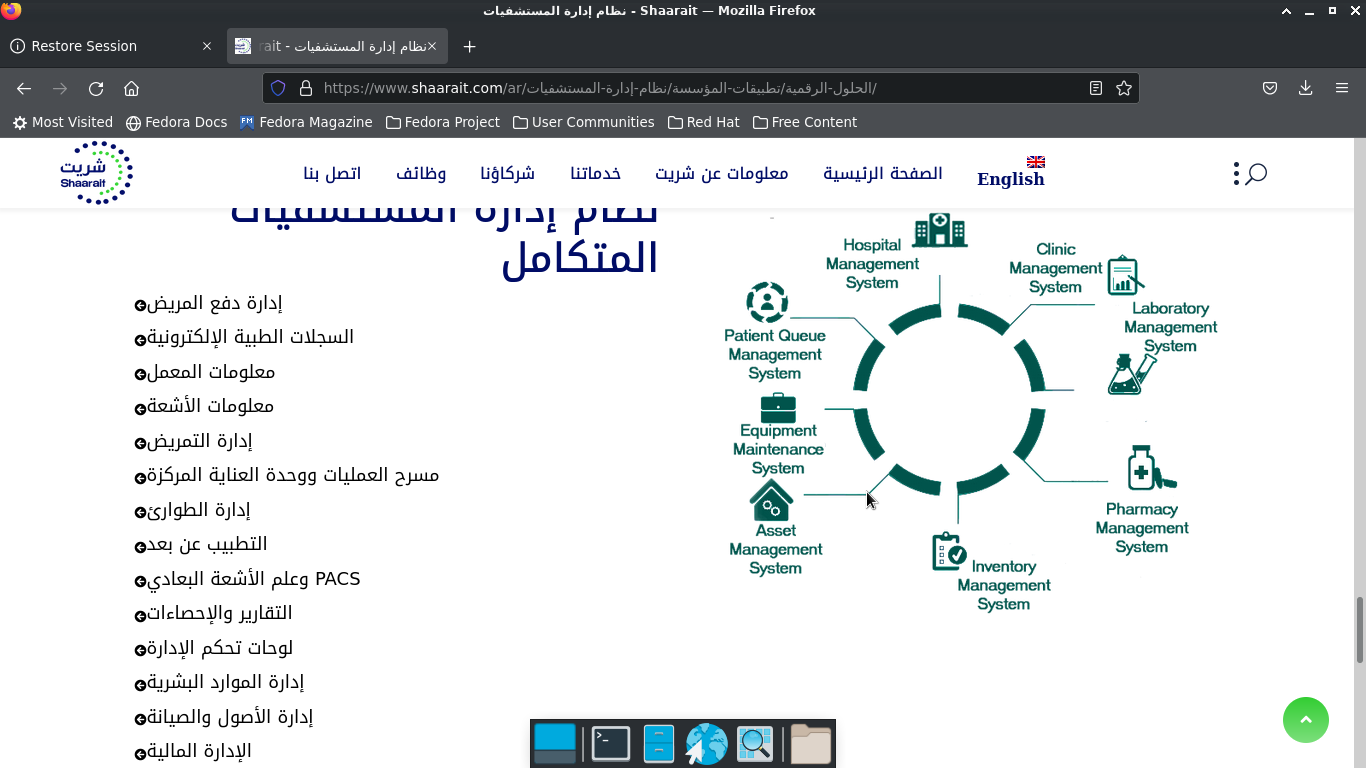 نظام إدارة المستشفيات - Shaarait — Mozilla Firefox
Restore Session
نظام إدارة المستشفيات - rait
https://www.shaarait.com/ar/الحلول-الرقمية/تطبيقات-المؤسسة/نظام-إدارة-المستشفيات/
Most Visited
Fedora Docs
Fedora Magazine
Fedora Project
User Communities
Red Hat
Free Content
شريت
Shaarait
English
الصفحة الرئيسية
معلومات عن شريت
خدماتنا
شركاؤنا
وظائف
اتصل بنا
نظام إدارة المستشفيات
المتكامل
إدارة دفع المريض
السجلات الطبية الإلكترونية
معلومات المعمل
معلومات الأشعة
إدارة التمريض
مسرح العمليات ووحدة العناية المركزة
إدارة الطوارئ
التطبيب عن بعد
PACS وعلم الأشعة البعادي
التقارير والإحصاءات
لوحات تحكم الإدارة
إدارة الموارد البشرية
إدارة الأصول والصيانة
الإدارة المالية
Hospital
Management
System
Clinic
Management
System
Laboratory
Management
System
Patient Queue
Management
System
Equipment
Maintenance
System
Asset
Management
System
Pharmacy
Management
System
Inventory
Management
System